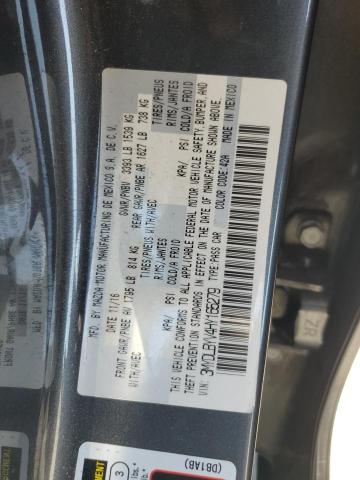 MFD. BY MAZDA MOTOR MANUFACTURING DE MEXICO S.A. DE C.V.
DATE 11/16 GVWR/PNBV 3393 LB 1539 KG
FRONT GAWR/PNBE AV 1795 LB 814 KG REAR GAWR/PNBE AR 1627 LB 738 KG
WITH/AVEC TIRES/PNEUS WITH/AVEC TIRES/PNEUS
RIMS/JANTES RIMS/JANTES
KPA/ PSI COLD/A FROID KPA/ PSI COLD/A FROID
THIS VEHICLE CONFORMS TO ALL APPLICABLE FEDERAL MOTOR VEHICLE SAFETY, BUMPER, AND
THEFT PREVENTION STANDARDS IN EFFECT ON THE DATE OF MANUFACTURE SHOWN ABOVE.
VIN: TYPE:PASS CAR COLOR CODE:42A MADE IN MEXICO
(DB1AB)
3
lbs.*